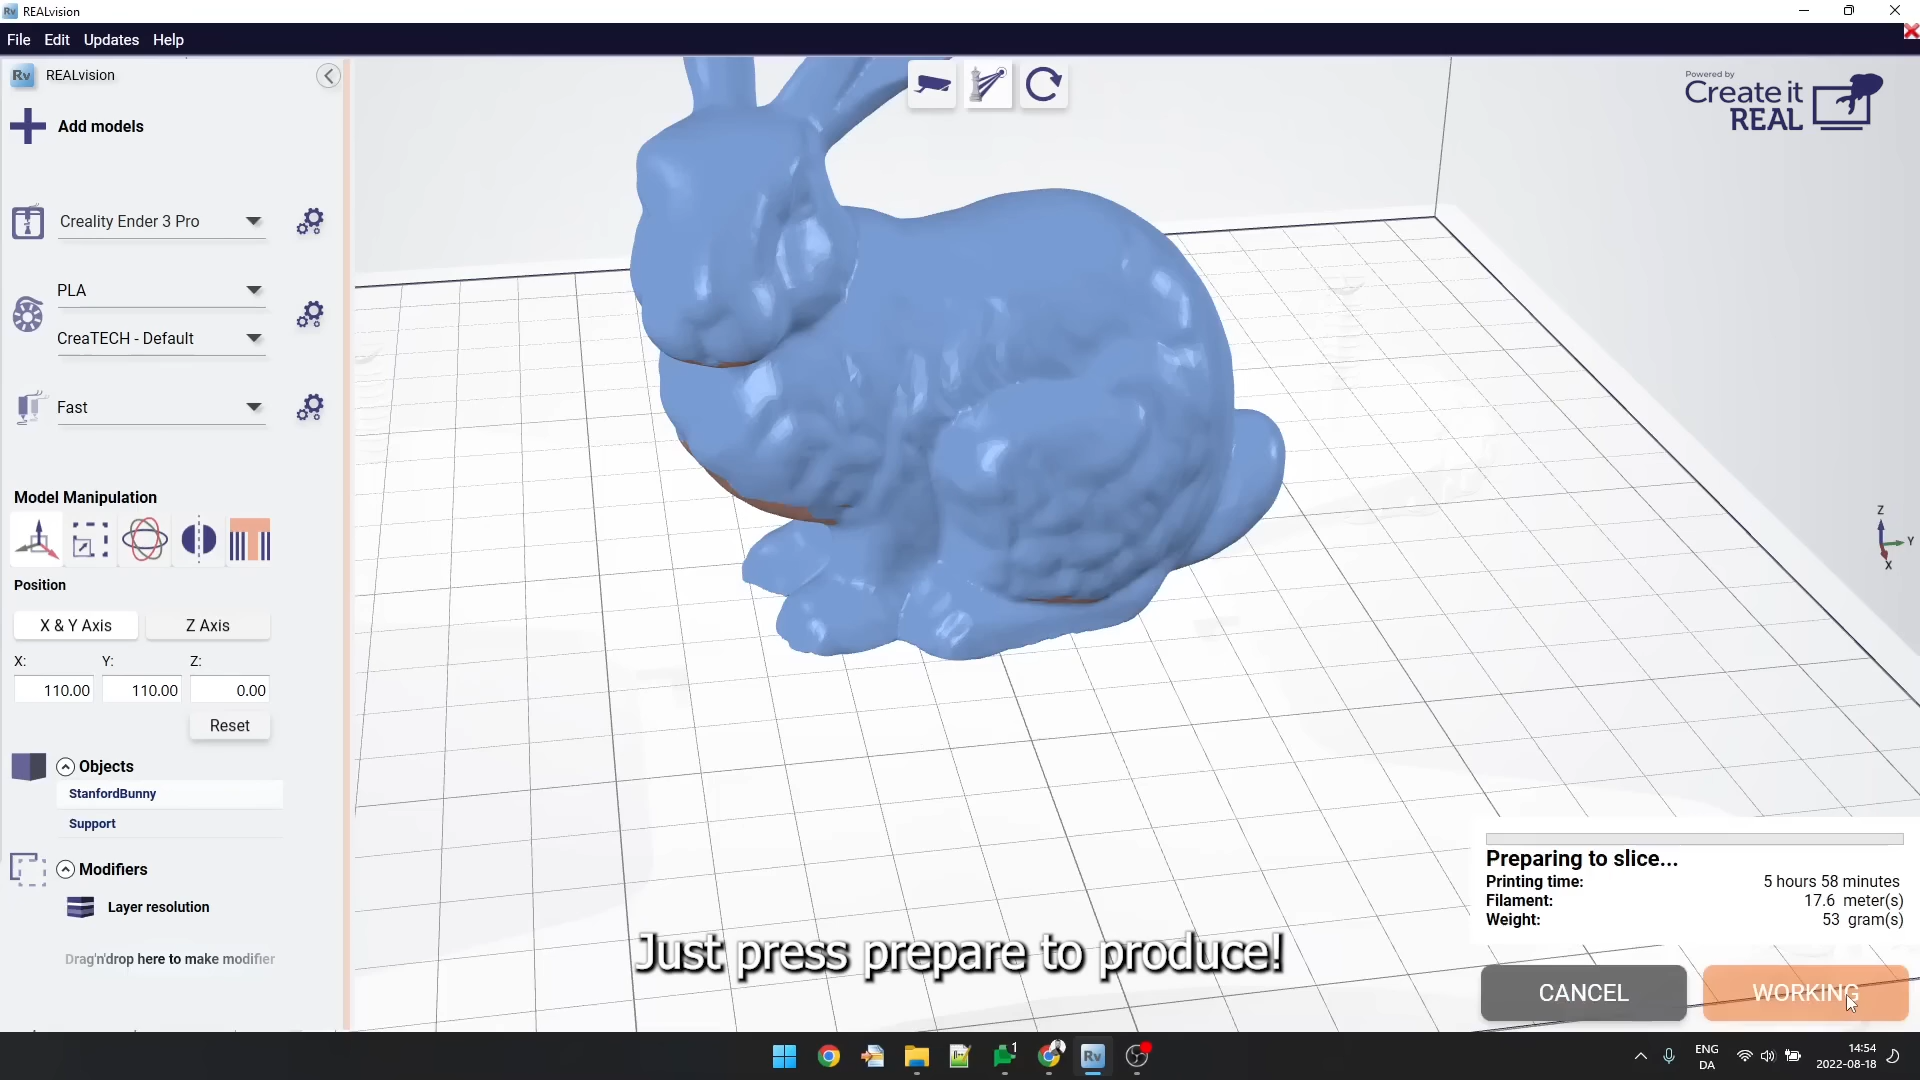 REALvision
File Edit Updates Help
REALvision
Add models
Creality Ender 3 Pro
PLA
CreaTECH - Default
Fast
Model Manipulation
Position
X & Y Axis
Z Axis
X: Y: Z:
110.00 110.00 0.00
Reset
Objects
StanfordBunny
Support
Modifiers
Layer resolution
Drag'n'drop here to make modifier
Powered by
Create it
REAL
Z
Y
X
Preparing to slice...
Printing time: 5 hours 58 minutes
Filament: 17.6 meter(s)
Weight: 53 gram(s)
Just press prepare to produce!
CANCEL
WORKING
Rv
1
ENG
DA
14:54
2022-08-18